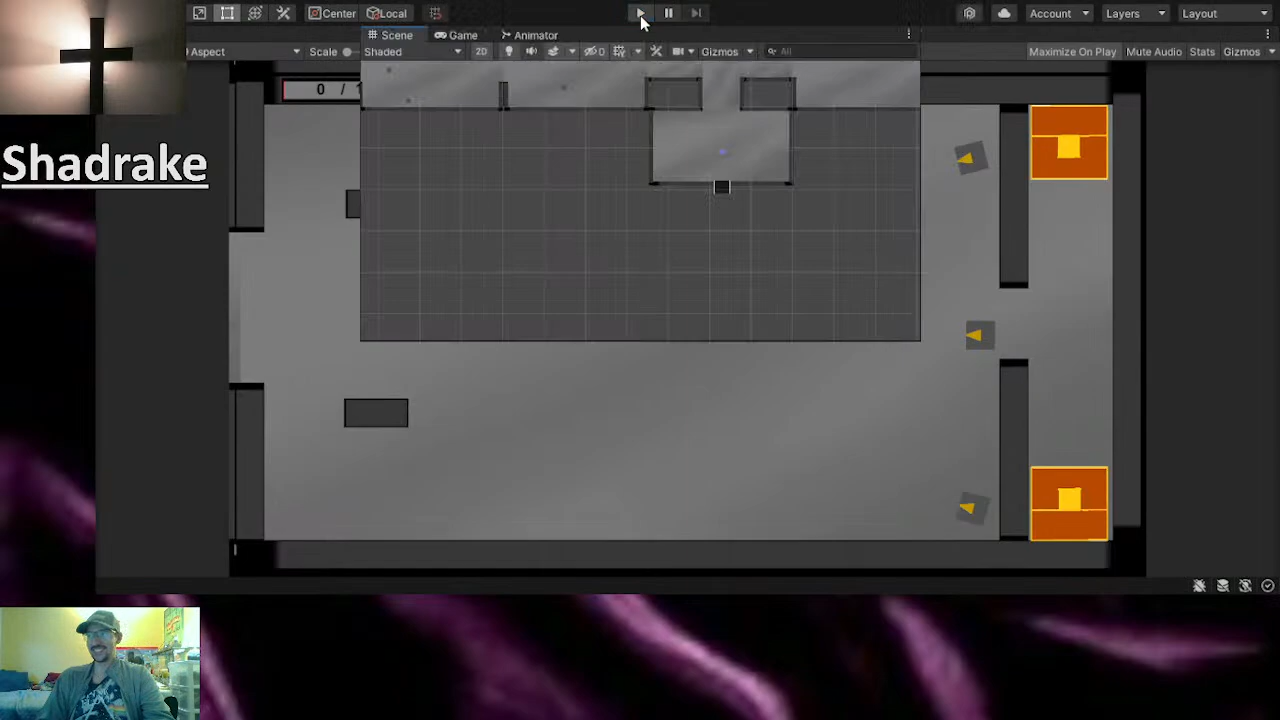 Center Local Account Layers Layout
Scene Game Animator
Aspect Scale Shaded 2D 0 Gizmos All Maximize On Play Mute Audio Stats Gizmos
0 /
Shadrake